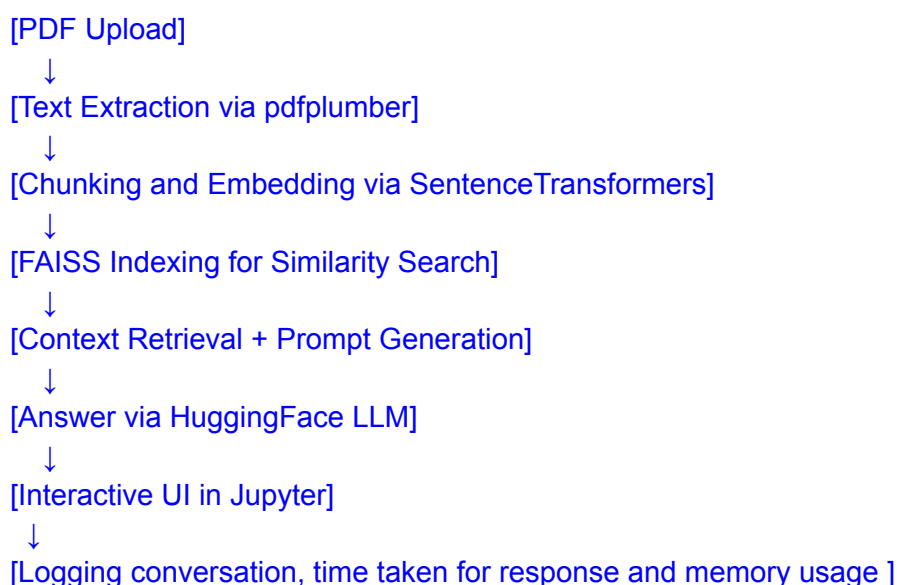 [PDF Upload]
↓
[Text Extraction via pdfplumber]
↓
[Chunking and Embedding via SentenceTransformers]
↓
[FAISS Indexing for Similarity Search]
↓
[Context Retrieval + Prompt Generation]
↓
[Answer via HuggingFace LLM]
↓
[Interactive UI in Jupyter]
↓
[Logging conversation, time taken for response and memory usage ]